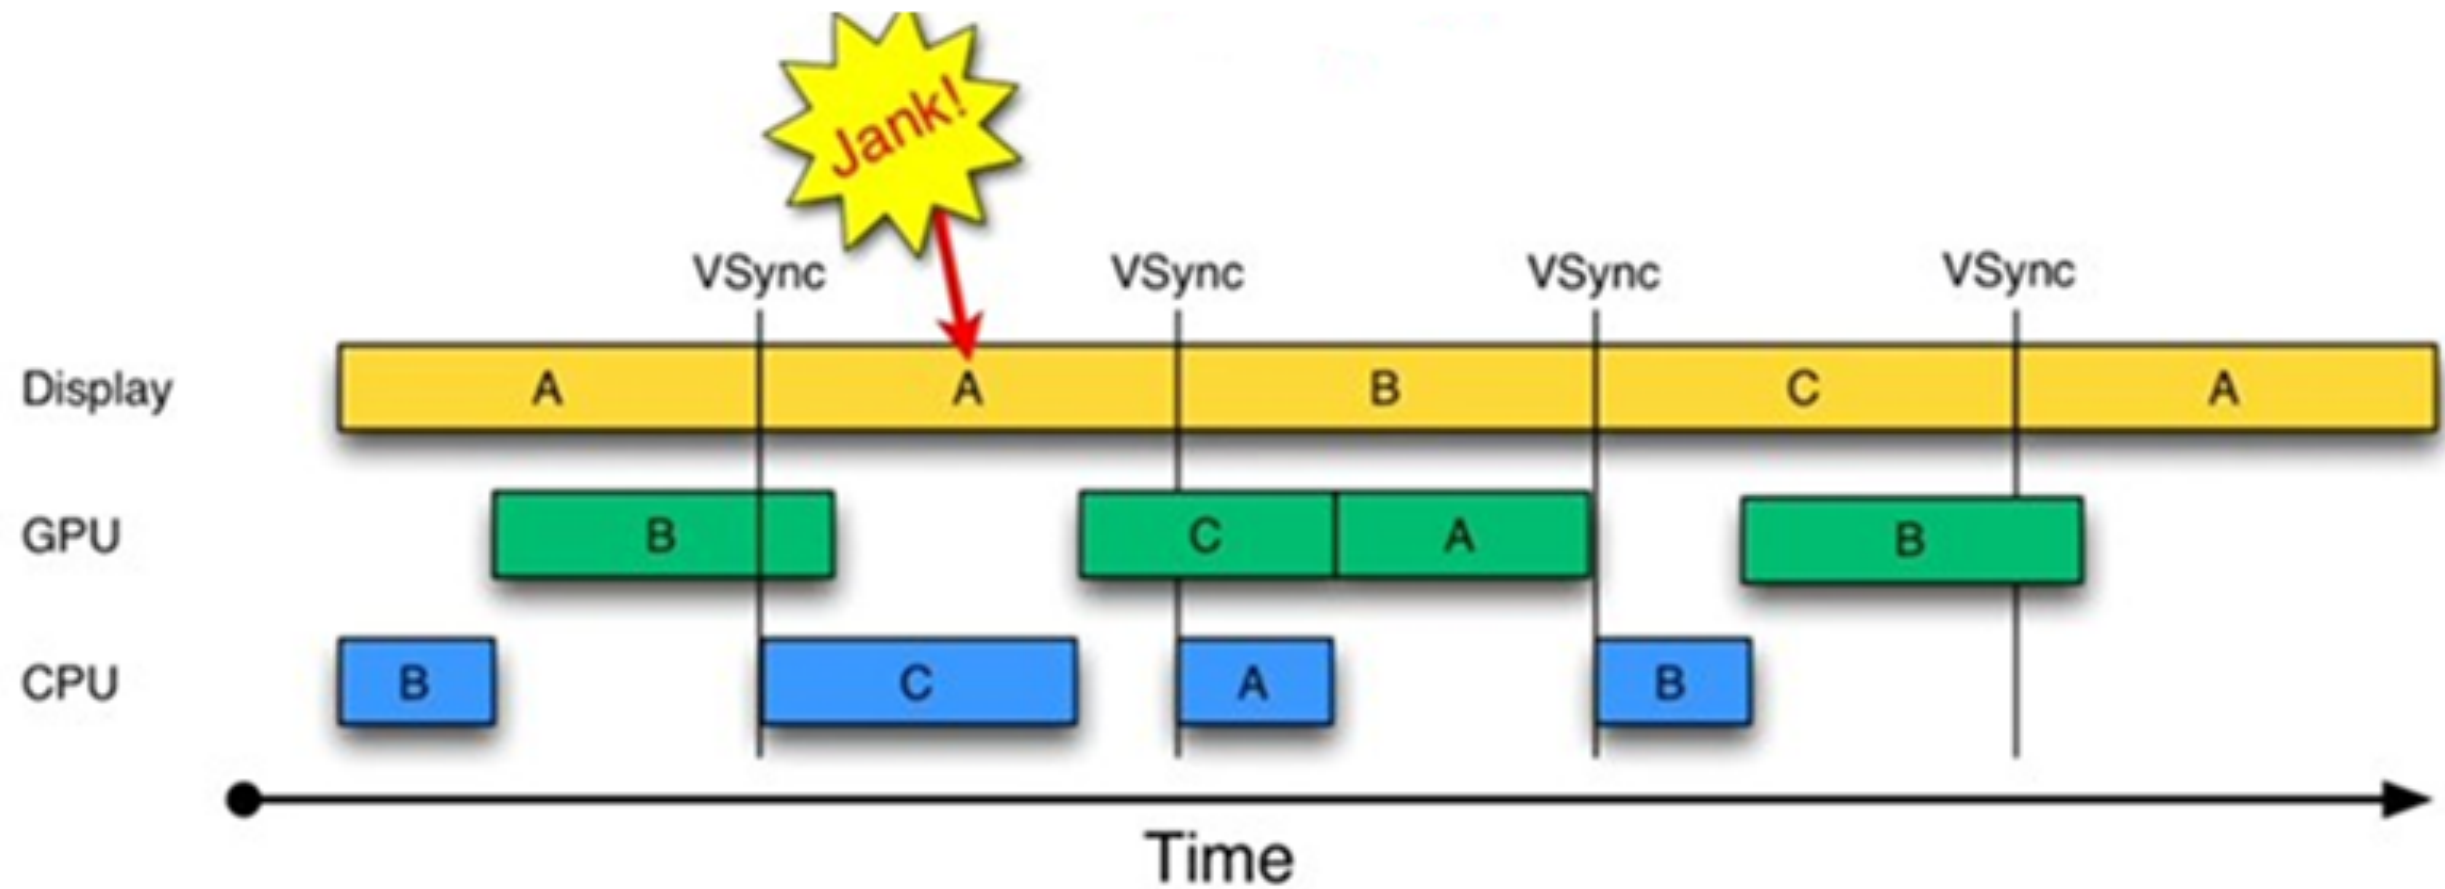 Jank!
VSync VSync VSync VSync
Display A A B C A
GPU B C A B
CPU B C A B
Time